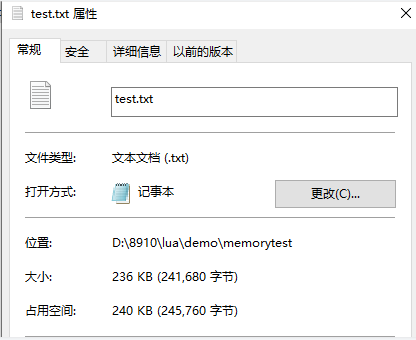 test.txt 属性
常规 安全 详细信息 以前的版本
test.txt
文件类型: 文本文档 (.txt)
打开方式: 记事本 更改(C)...
位置: D:\8910\lua\demo\memorytest
大小: 236 KB (241,680 字节)
占用空间: 240 KB (245,760 字节)